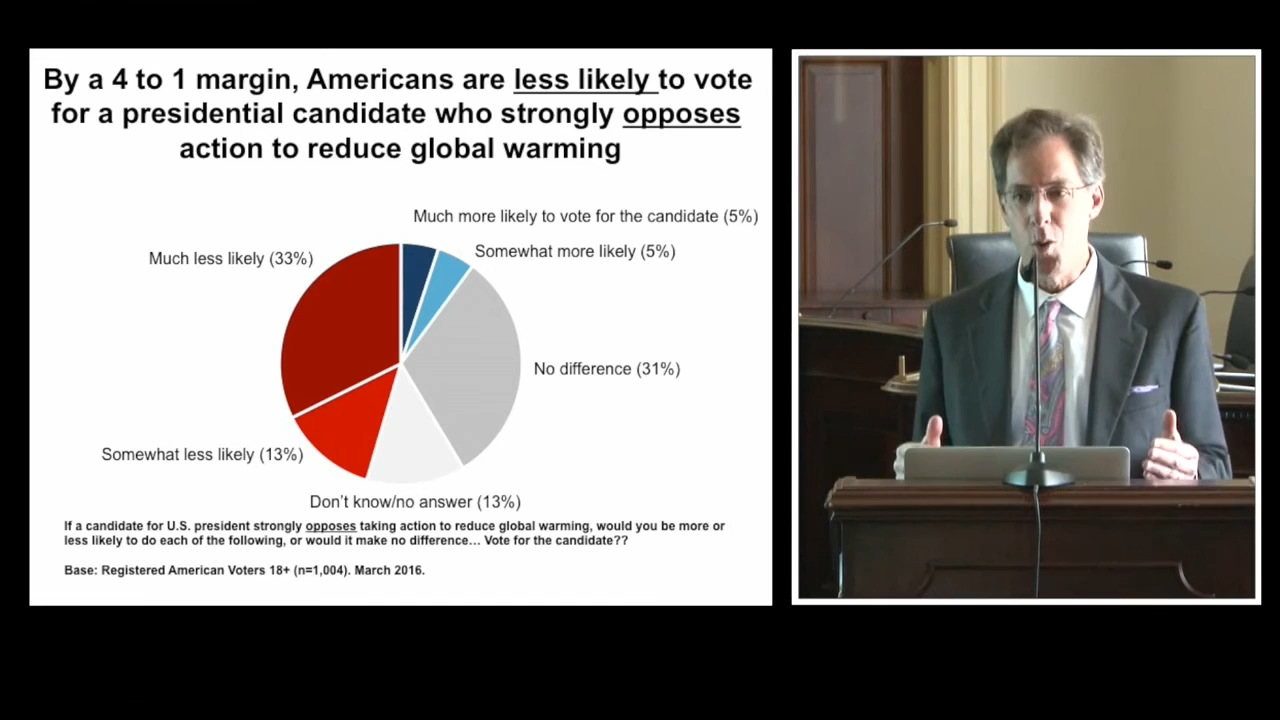 By a 4 to 1 margin, Americans are less likely to vote
for a presidential candidate who strongly opposes
action to reduce global warming
Much more likely to vote for the candidate (5%)
Much less likely (33%)
Somewhat more likely (5%)
No difference (31%)
Somewhat less likely (13%)
Don't know/no answer (13%)
If a candidate for U.S. president strongly opposes taking action to reduce global warming, would you be more or
less likely to do each of the following, or would it make no difference… Vote for the candidate??
Base: Registered American Voters 18+ (n=1,004). March 2016.